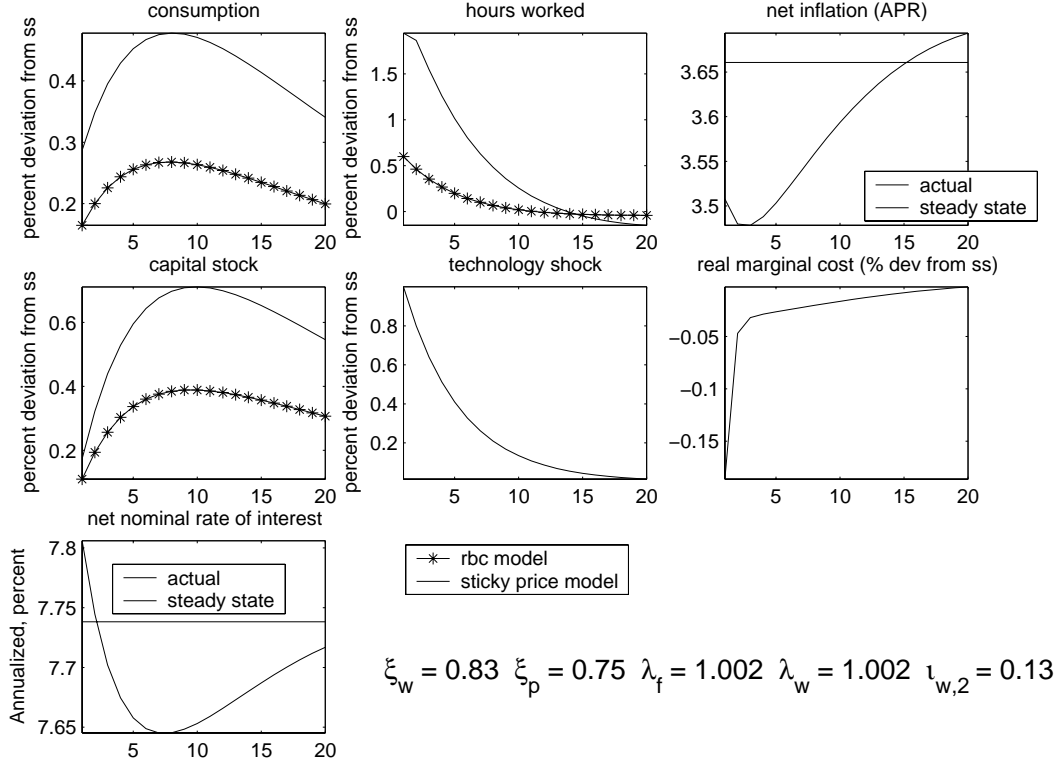 consumption
hours worked
net inflation (APR)
percent deviation from ss
0.4
0.3
0.2
5 10 15 20
percent deviation from ss
1.5
1
0.5
0
5 10 15 20
3.65
3.6
3.55
3.5
actual
steady state
5 10 15 20
capital stock
technology shock
real marginal cost (% dev from ss)
percent deviation from ss
0.6
0.4
0.2
5 10 15 20
percent deviation from ss
0.8
0.6
0.4
0.2
5 10 15 20
-0.05
-0.1
-0.15
5 10 15 20
net nominal rate of interest
Annualized, percent
7.8
7.75
7.7
7.65
actual
steady state
5 10 15 20
rbc model
sticky price model
ξw = 0.83 ξp = 0.75 λf = 1.002 λw = 1.002 ιw,2 = 0.13